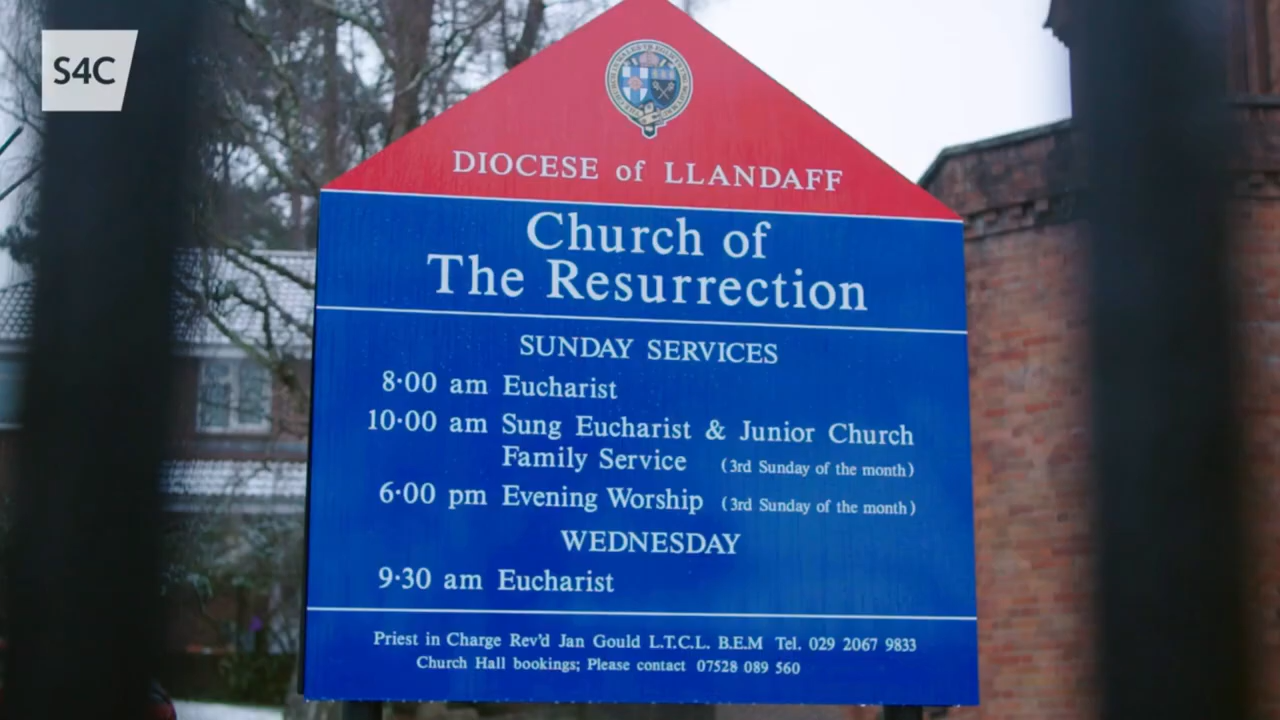 S4C
DIOCESE of LLANDAFF
Church of
The Resurrection
SUNDAY SERVICES
8·00 am Eucharist
10·00 am Sung Eucharist & Junior Church
Family Service (3rd Sunday of the month)
6·00 pm Evening Worship (3rd Sunday of the month)
WEDNESDAY
9·30 am Eucharist
Priest in Charge Rev'd Jan Gould L.T.C.L. B.E.M Tel. 029 2067 9833
Church Hall bookings; Please contact 07528 089 560